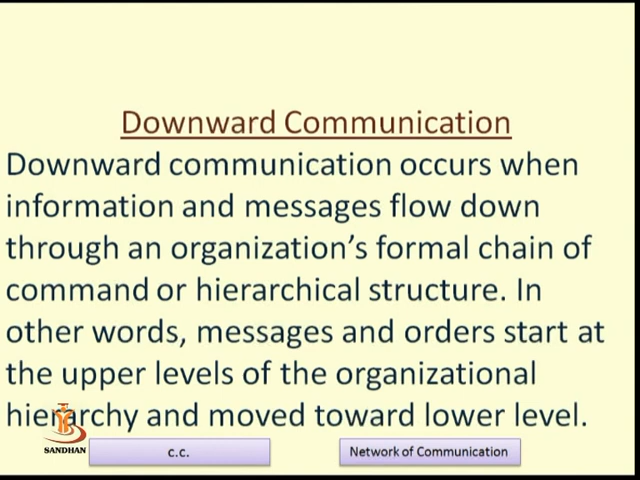 Downward Communication
Downward communication occurs when
information and messages flow down
through an organization's formal chain of
command or hierarchical structure. In
other words, messages and orders start at
the upper levels of the organizational
hierarchy and moved toward lower level.
SANDHAN
c.c.
Network of Communication